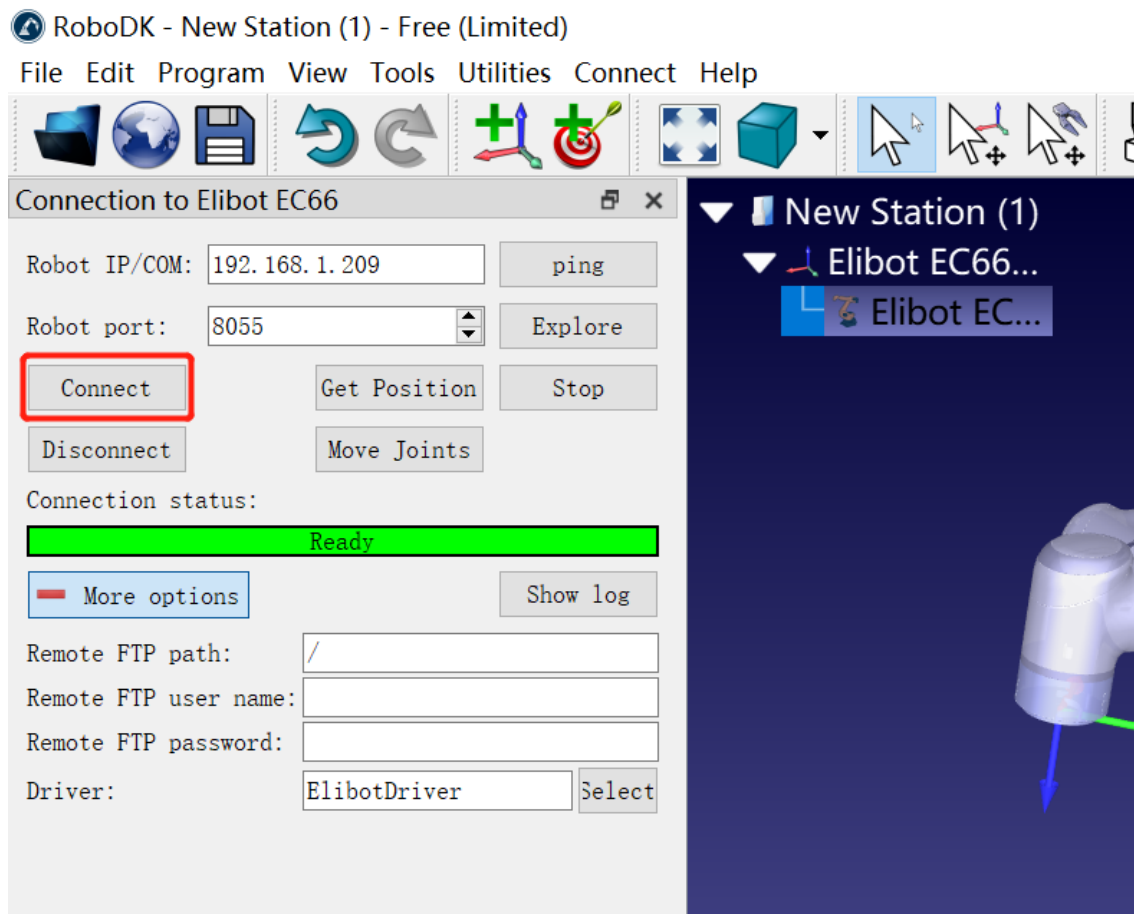 RoboDK - New Station (1) - Free (Limited)
File Edit Program View Tools Utilities Connect Help
Connection to Elibot EC66
New Station (1)
Elibot EC66...
Elibot EC...
Robot IP/COM: 192.168.1.209 ping
Robot port: 8055 Explore
Connect Get Position Stop
Disconnect Move Joints
Connection status:
Ready
More options Show log
Remote FTP path: /
Remote FTP user name:
Remote FTP password:
Driver: ElibotDriver Select